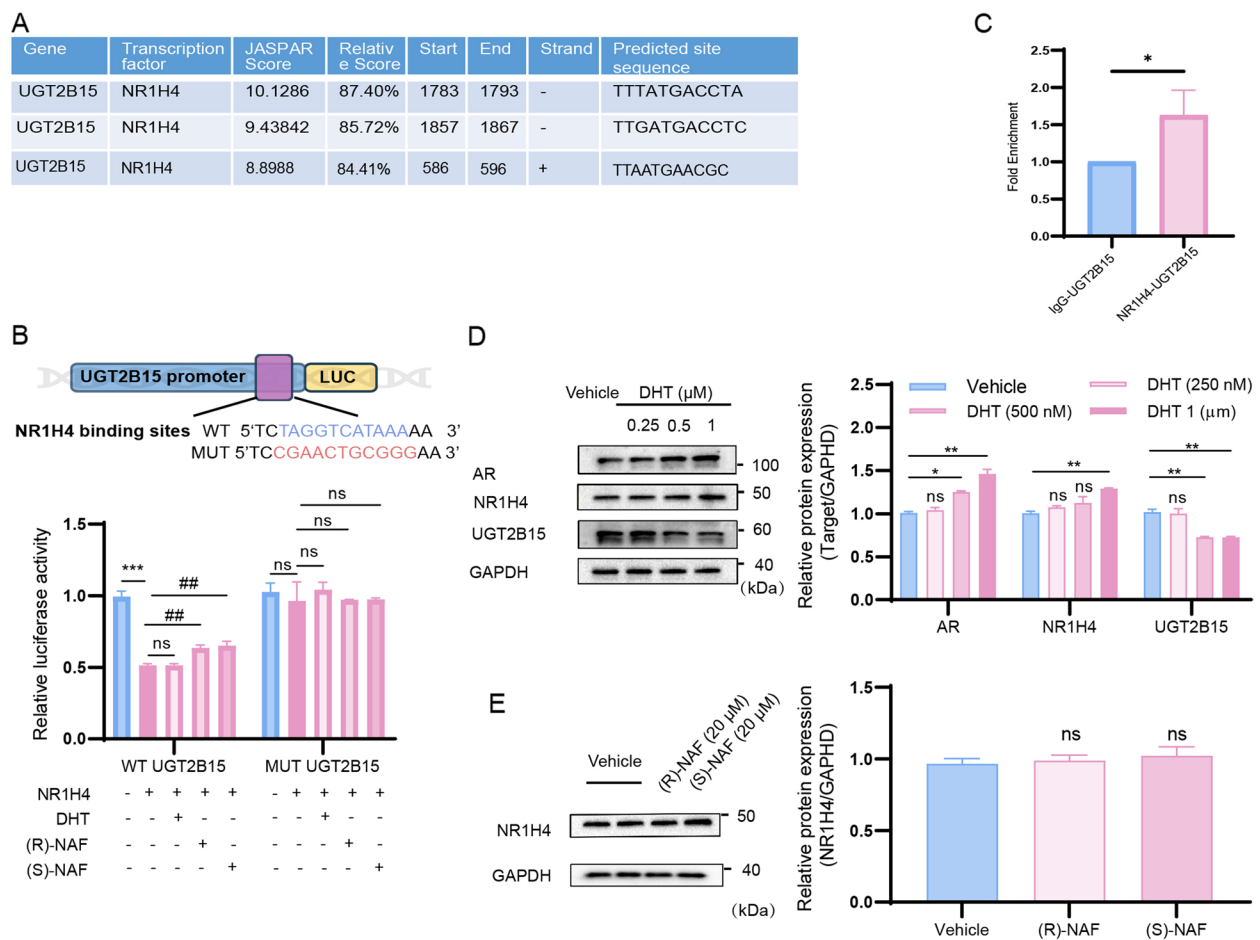 A
Gene Transcription factor JASPAR Score Relativ e Score Start End Strand Predicted site sequence
UGT2B15 NR1H4 10.1286 87.40% 1783 1793 - TTTATGACCTA
UGT2B15 NR1H4 9.43842 85.72% 1857 1867 - TTGATGACCTC
UGT2B15 NR1H4 8.8988 84.41% 586 596 + TTAATGAACGC
C
Fold Enrichment
2.5
2.0
1.5
1.0
0.5
0.0
*
IgG-UGT2B15
NR1H4-UGT2B15
B
UGT2B15 promoter LUC
NR1H4 binding sites WT 5'TCTAGGTCATAAAAA 3'
MUT 5'TCCGAACTGCGGGAA 3'
Relative luciferase activity
1.5
1.0
0.5
0.0
*** ns ## ##
ns ns ns ns
WT UGT2B15 MUT UGT2B15
NR1H4 - + + + + - + + + +
DHT - - + - - - - + - -
(R)-NAF - - - + - - - - + -
(S)-NAF - - - - + - - - - +
D
Vehicle DHT (μM)
0.25 0.5 1
AR 100
NR1H4 50
UGT2B15 60
GAPDH 40
(kDa)
Relative protein expression
(Target/GAPHD)
2.5
2.0
1.5
1.0
0.5
0.0
Vehicle DHT (250 nM)
DHT (500 nM) DHT 1 (μm)
ns * **
ns ns **
ns ** **
AR NR1H4 UGT2B15
E
Vehicle (R)-NAF (20 μM) (S)-NAF (20 μM)
NR1H4 50
GAPDH 40
(kDa)
Relative protein expression
(NR1H4/GAPHD)
1.5
1.0
0.5
0.0
ns ns
Vehicle (R)-NAF (S)-NAF